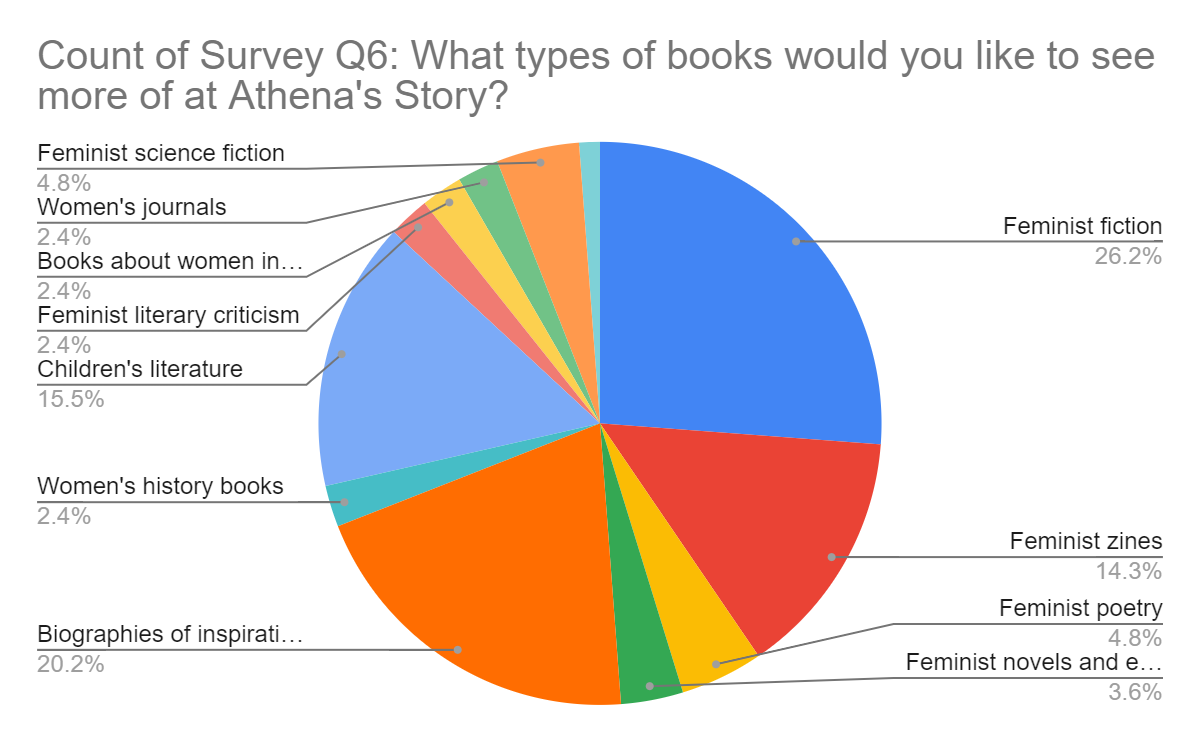 Count of Survey Q6: What types of books would you like to see
more of at Athena's Story?
Feminist science fiction
4.8%
Women's journals
2.4%
Books about women in…
2.4%
Feminist literary criticism
2.4%
Children's literature
15.5%
Women's history books
2.4%
Biographies of inspirati…
20.2%
Feminist fiction
26.2%
Feminist zines
14.3%
Feminist poetry
4.8%
Feminist novels and e…
3.6%